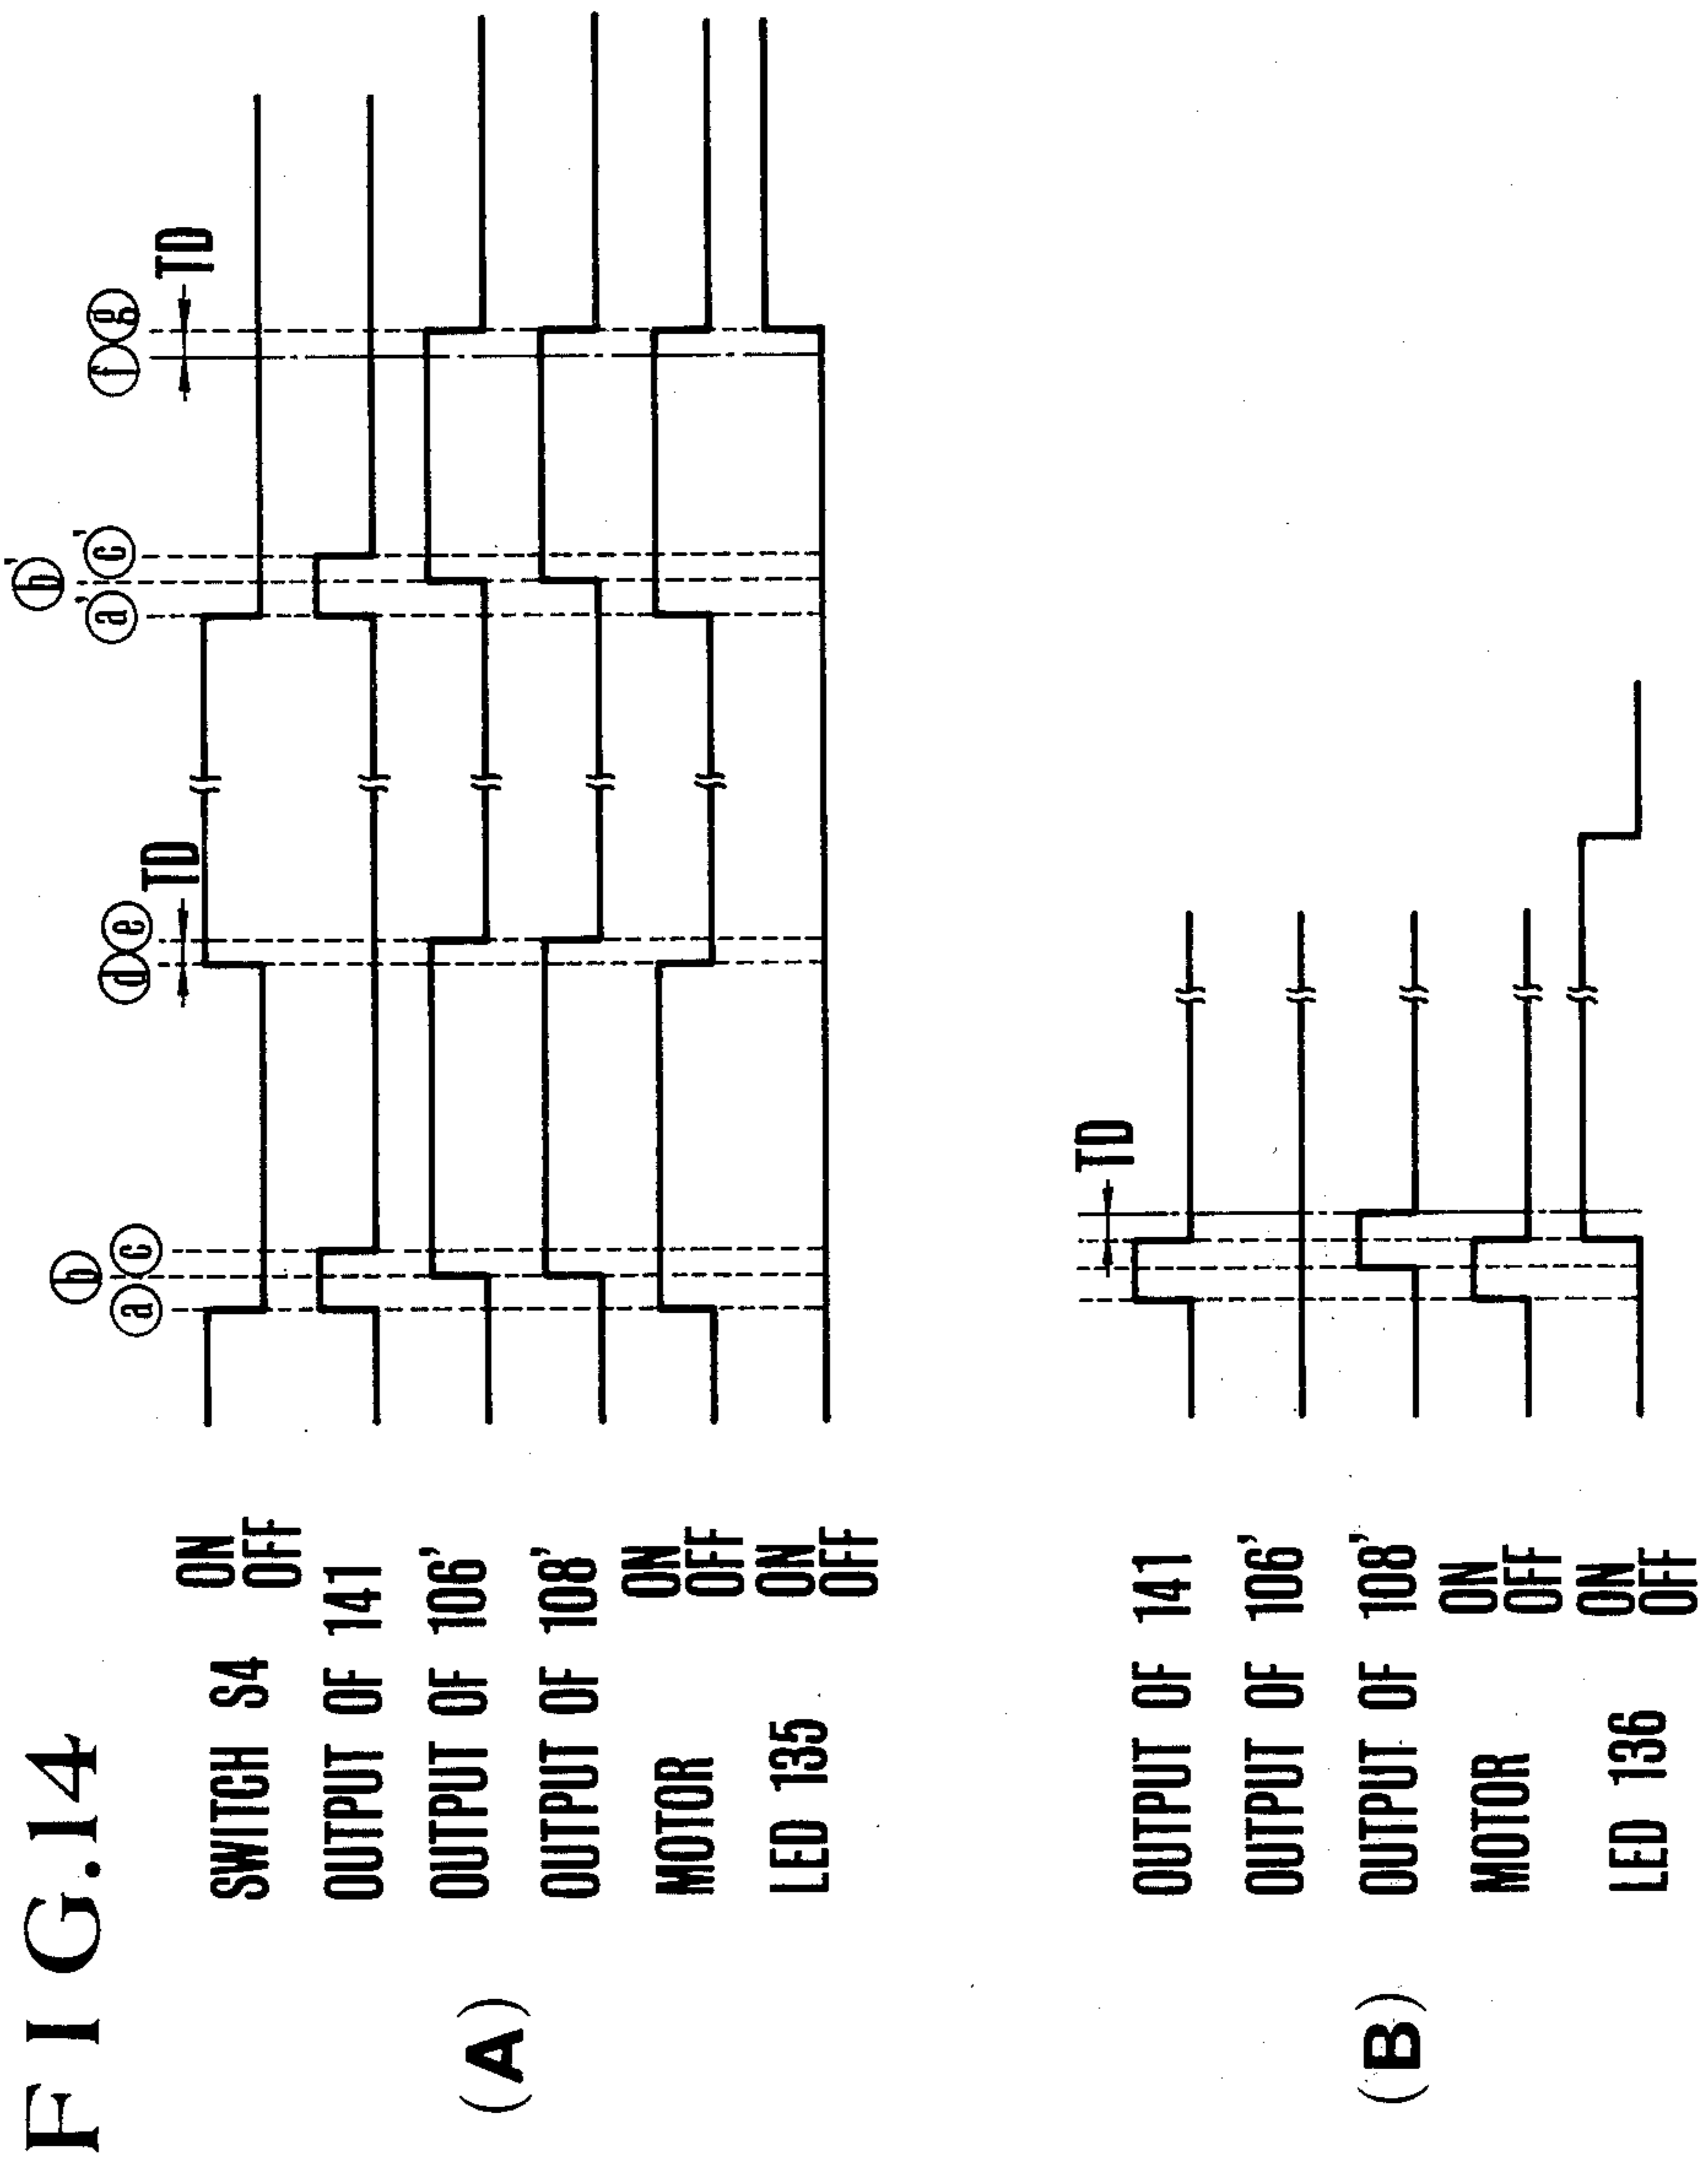 FIG.14
(A)
SWITCH S4 ON
OFF
OUTPUT OF 141
OUTPUT OF 106'
OUTPUT OF 108'
MOTOR ON
OFF
LED 135 ON
OFF
a b c
d e
TD
a' b' c'
f g
TD
(B)
OUTPUT OF 141
OUTPUT OF 106'
OUTPUT OF 108'
MOTOR ON
OFF
LED 136 ON
OFF
TD